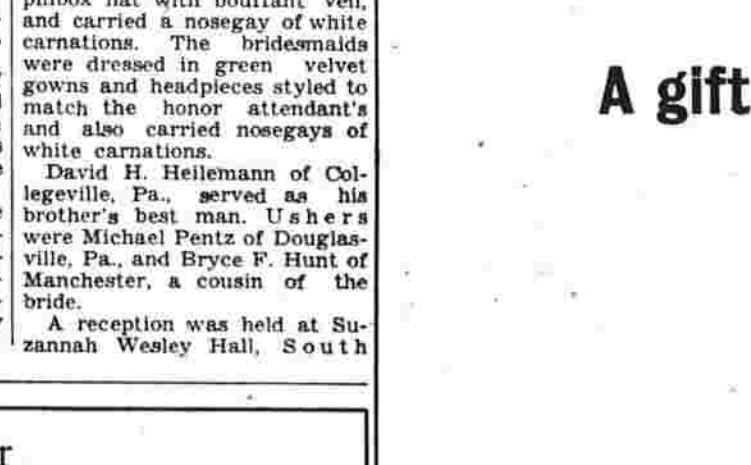 pillbox hat with bouffant veil,
and carried a nosegay of white
carnations. The bridesmaids
were dressed in green velvet
gowns and headpieces styled to
match the honor attendant's
and also carried nosegays of
white carnations.
David H. Heilemann of Col-
legeville, Pa., served as his
brother's best man. Ushers
were Michael Pentz of Douglas-
ville, Pa., and Bryce F. Hunt of
Manchester, a cousin of the
bride.
A reception was held at Su-
zannah Wesley Hall, South
A gift